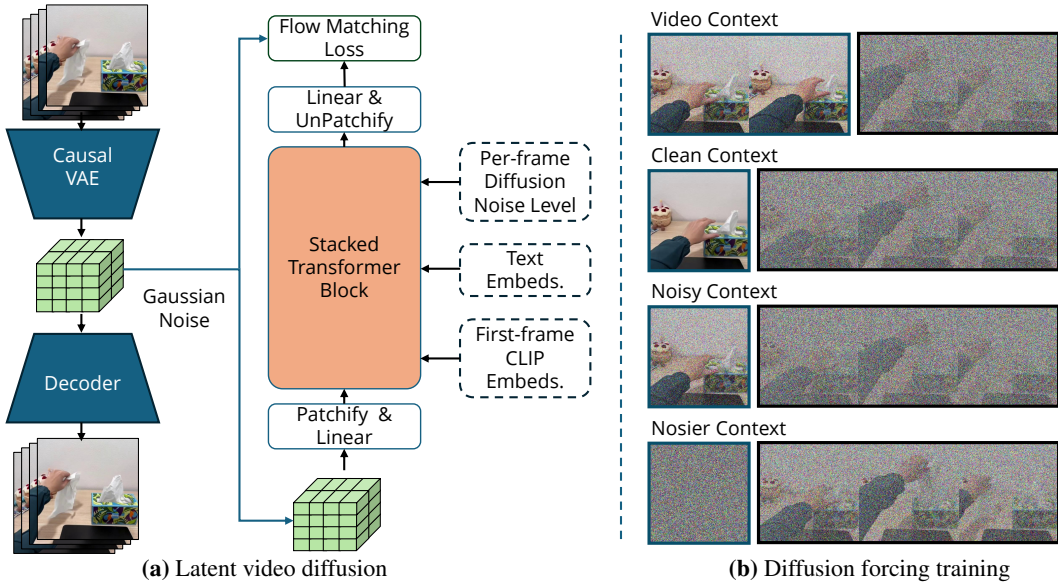 Causal
VAE
Gaussian
Noise
Decoder
Flow Matching
Loss
Linear &
UnPatchify
Stacked
Transformer
Block
Patchify &
Linear
Per-frame
Diffusion
Noise Level
Text
Embeds.
First-frame
CLIP
Embeds.
(a) Latent video diffusion
Video Context
Clean Context
Noisy Context
Nosier Context
(b) Diffusion forcing training